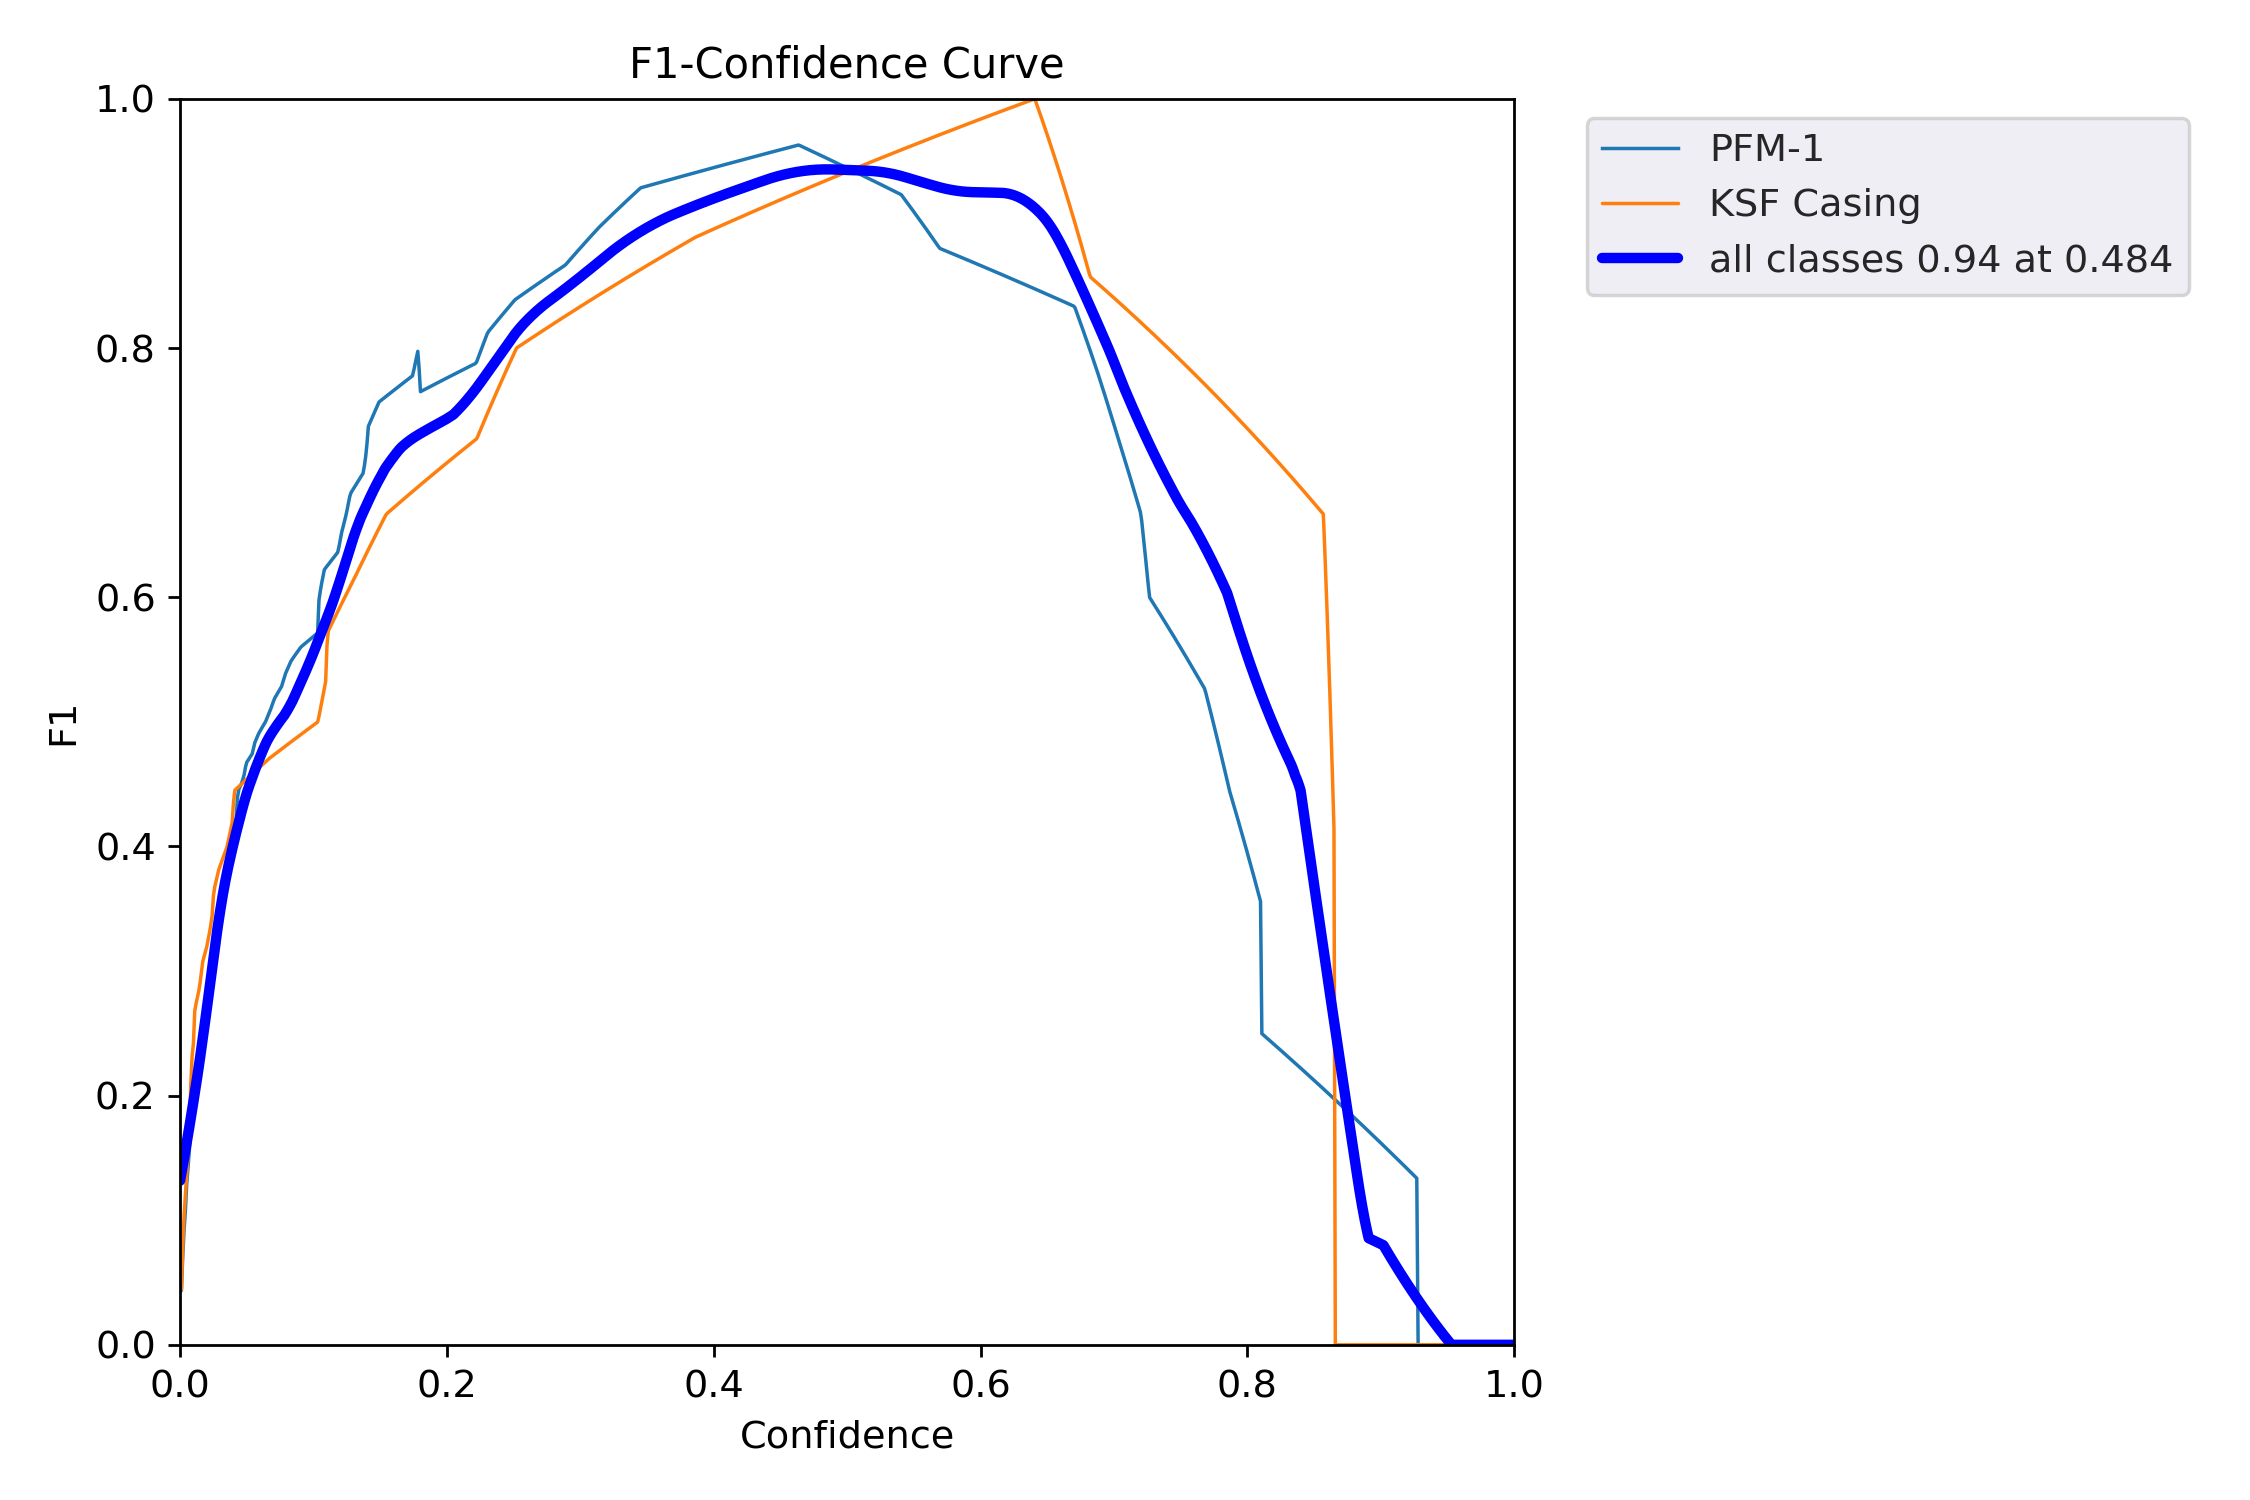 F1-Confidence Curve
1.0
0.8
0.6
0.4
0.2
0.0
F1
0.0 0.2 0.4 0.6 0.8 1.0
Confidence
PFM-1
KSF Casing
all classes 0.94 at 0.484